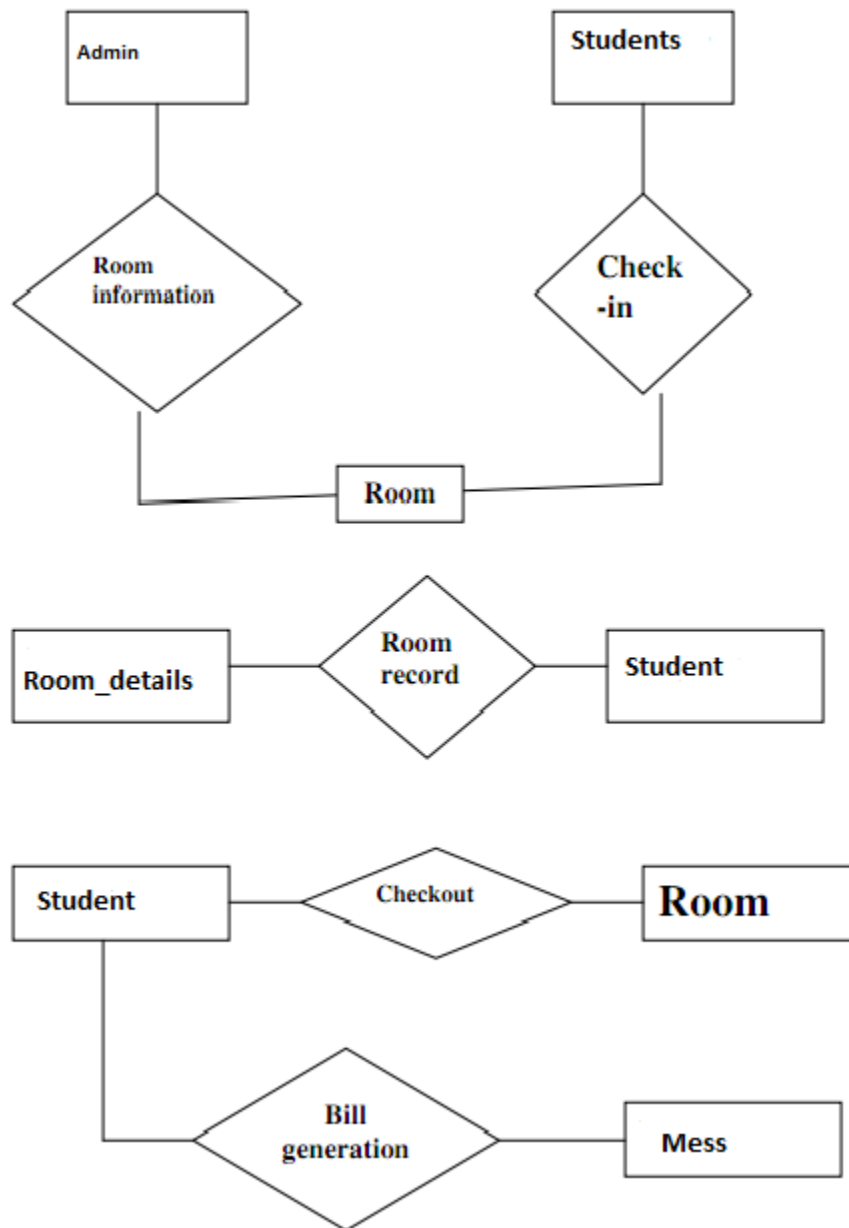 Admin
Students
Room
information
Check
-in
Room
Room
record
Room_details
Student
Student
Checkout
Room
Bill
generation
Mess